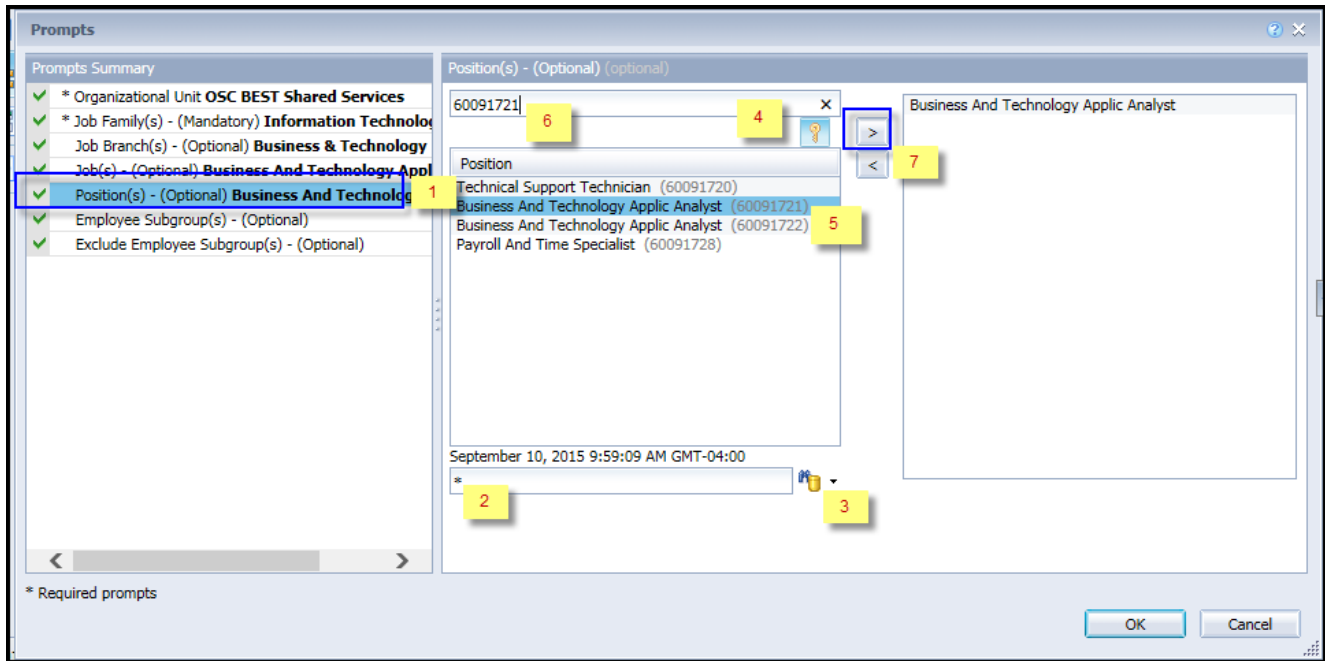 Prompts
Prompts Summary
* Organizational Unit OSC BEST Shared Services
* Job Family(s) - (Mandatory) Information Technolog
Job Branch(s) - (Optional) Business & Technology
Job(s) - (Optional) Business And Technology Appl
Position(s) - (Optional) Business And Technolog
1
Employee Subgroup(s) - (Optional)
Exclude Employee Subgroup(s) - (Optional)
* Required prompts
Position(s) - (Optional) (optional)
60091721
6
4
Position
Technical Support Technician (60091720)
Business And Technology Applic Analyst (60091721)
Business And Technology Applic Analyst (60091722)
5
Payroll And Time Specialist (60091728)
September 10, 2015 9:59:09 AM GMT-04:00
*
2
3
>
<
7
Business And Technology Applic Analyst
OK
Cancel